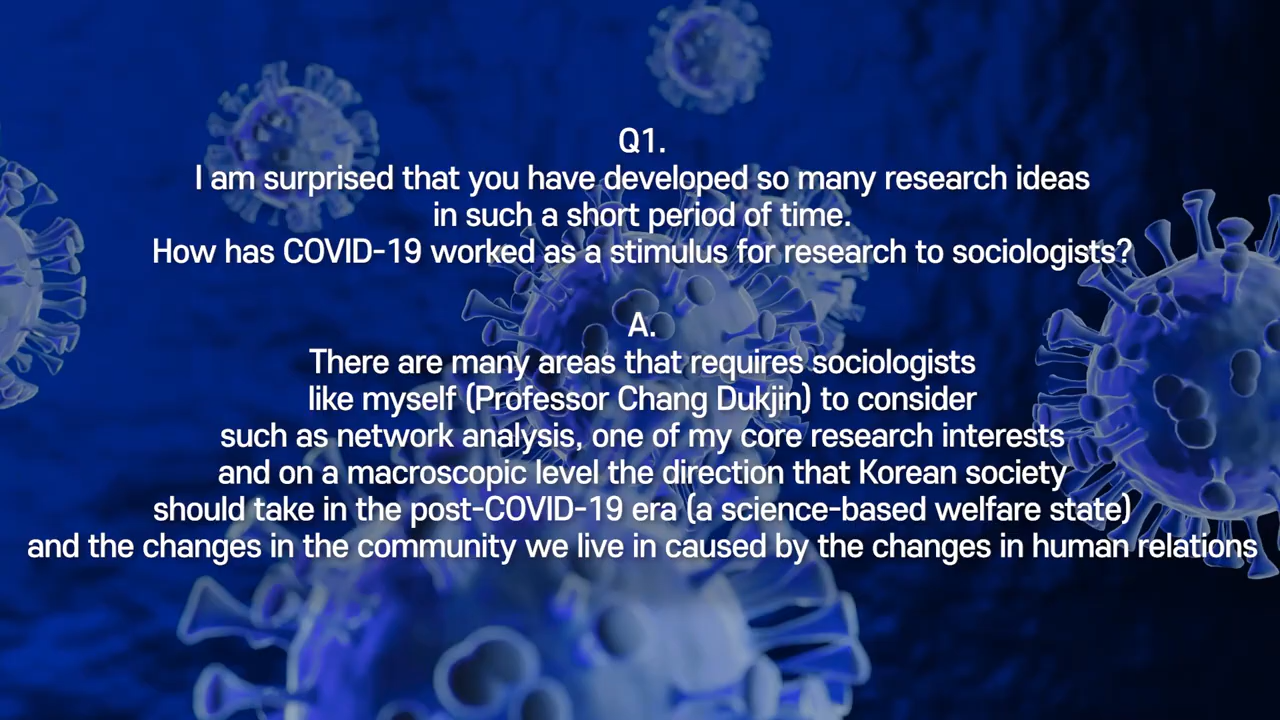 Q1.
I am surprised that you have developed so many research ideas
in such a short period of time.
How has COVID-19 worked as a stimulus for research to sociologists?
A.
There are many areas that requires sociologists
like myself (Professor Chang Dukjin) to consider
such as network analysis, one of my core research interests
and on a macroscopic level the direction that Korean society
should take in the post-COVID-19 era (a science-based welfare state)
and the changes in the community we live in caused by the changes in human relations